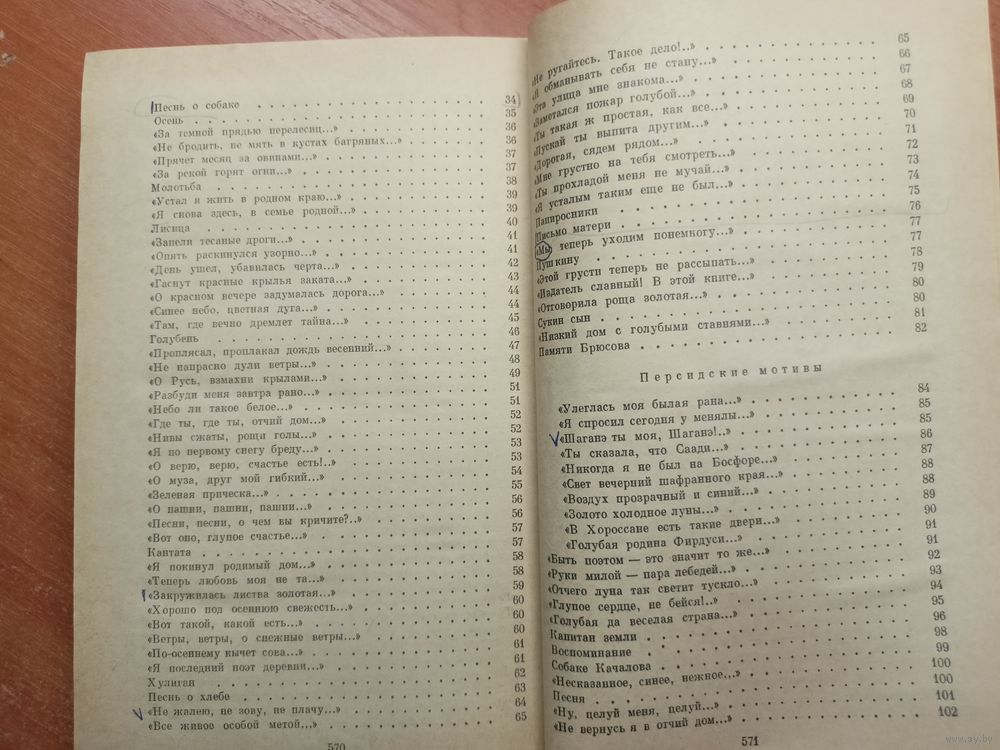 Песнь о собаке 34
Осень 35
«За темной прядью перелесиц...» 36
«Не бродить, не мять в кустах багряных...» 36
«Прячет месяц за овинами...» 37
«За рекой горят огни...» 37
Молотьба 38
«Устал я жить в родном краю...» 39
«Я снова здесь, в семье родной...» 39
Лисица 40
«Запели тесаные дроги...» 41
«Опять раскинулся узорно...» 41
«День ушел, убавилась черта...» 42
«Гаснут красные крылья заката...» 43
«О красном вечере задумалась дорога...» 44
«Синее небо, цветная дуга...» 44
«Там, где вечно дремлет тайна...» 45
Голубень 46
«Проплясал, проплакал дождь весенний...» 47
«Не напрасно дули ветры...» 48
«О Русь, взмахни крылами...» 49
«Разбуди меня завтра рано...» 51
«Небо ли такое белое...» 51
«Где ты, где ты, отчий дом...» 52
«Нивы сжаты, рощи голы...» 52
«Я по первому снегу бреду...» 53
«О верю, верю, счастье есть!..» 53
«О муза, друг мой гибкий...» 54
«Зеленая прическа...» 55
«О пашни, пашни, пашни...» 56
«Песни, песни, о чем вы кричите?..» 56
«Вот оно, глупое счастье...» 57
Кантата 57
«Я покинул родимый дом...» 58
«Теперь любовь моя не та...» 58
«Закружилась листва золотая...» 59
«Хорошо под осеннюю свежесть...» 60
«Вот такой, какой есть...» 60
«Ветры, ветры, о снежные ветры...» 60
«По-осеннему кычет сова...» 61
«Я последний поэт деревни...» 61
Хулиган 62
Песнь о хлебе 63
«Не жалею, не зову, не плачу...» 64
«Все живое особой метой...» 65
570
«Не ругайтесь. Такое дело!..» 65
«Я обманывать себя не стану...» 66
«Эта улица мне знакома...» 67
«Заметался пожар голубой...» 68
«Ты такая ж простая, как все...» 69
«Пускай ты выпита другим...» 70
«Дорогая, сядем рядом...» 71
«Мне грустно на тебя смотреть...» 72
«Ты прохладой меня не мучай...» 73
«Я усталым таким еще не был...» 74
Папиросники 75
Письмо матери 76
«Мы теперь уходим понемногу...» 77
Пушкину 77
«Этой грусти теперь не рассыпать...» 78
«Издатель славный! В этой книге...» 79
«Отговорила роща золотая...» 80
Сукин сын 80
«Низкий дом с голубыми ставнями...» 81
Памяти Брюсова 82
Персидские мотивы
«Улеглась моя былая рана...» 84
«Я спросил сегодня у менялы...» 85
«Шаганэ ты моя, Шаганэ!..» 85
«Ты сказала, что Саади...» 86
«Никогда я не был на Босфоре...» 87
«Свет вечерний шафранного края...» 88
«Воздух прозрачный и синий...» 88
«Золото холодное луны...» 89
«В Хороссане есть такие двери...» 90
«Голубая родина Фирдуси...» 91
«Быть поэтом — это значит то же...» 91
«Руки милой — пара лебедей...» 92
«Отчего луна так светит тускло...» 93
«Глупое сердце, не бейся!..» 94
«Голубая да веселая страна...» 95
Капитан земли 96
Воспоминание 98
Собаке Качалова 99
«Несказанное, синее, нежное...» 100
Песня 100
«Ну, целуй меня, целуй...» 101
«Не вернусь я в отчий дом...» 102
571
www.ay.by